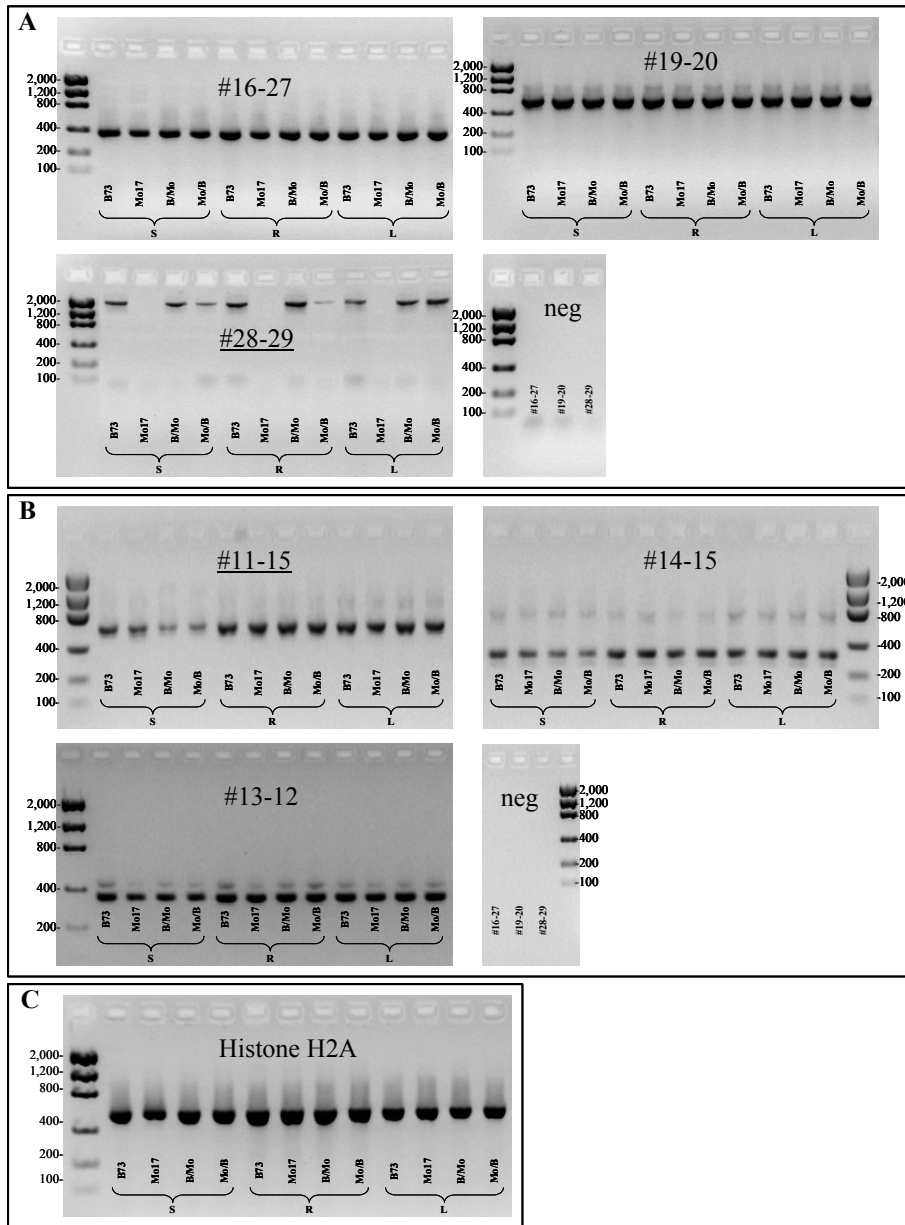 A
#16-27
2,000-
1,200-
800-
400-
200-
100-
B73 Mo17 B/Mo Mo/B B73 Mo17 B/Mo Mo/B B73 Mo17 B/Mo Mo/B
S R L
#19-20
2,000-
1,200-
800-
400-
200-
100-
B73 Mo17 B/Mo Mo/B B73 Mo17 B/Mo Mo/B B73 Mo17 B/Mo Mo/B
S R L
#28-29
2,000-
1,200-
800-
400-
200-
100-
B73 Mo17 B/Mo Mo/B B73 Mo17 B/Mo Mo/B B73 Mo17 B/Mo Mo/B
S R L
neg
2,000-
1,200-
800-
400-
200-
100-
#16-27 #19-20 #28-29
B
#11-15
2,000-
1,200-
800-
400-
200-
100-
B73 Mo17 B/Mo Mo/B B73 Mo17 B/Mo Mo/B B73 Mo17 B/Mo Mo/B
S R L
#14-15
-2,000
-1,200
-800
-400
-200
-100
B73 Mo17 B/Mo Mo/B B73 Mo17 B/Mo Mo/B B73 Mo17 B/Mo Mo/B
S R L
#13-12
2,000-
1,200-
800-
400-
200-
B73 Mo17 B/Mo Mo/B B73 Mo17 B/Mo Mo/B B73 Mo17 B/Mo Mo/B
S R L
neg
-2,000
-1,200
-800
-400
-200
-100
#16-27 #19-20 #28-29
C
Histone H2A
2,000-
1,200-
800-
400-
200-
100-
B73 Mo17 B/Mo Mo/B B73 Mo17 B/Mo Mo/B B73 Mo17 B/Mo Mo/B
S R L